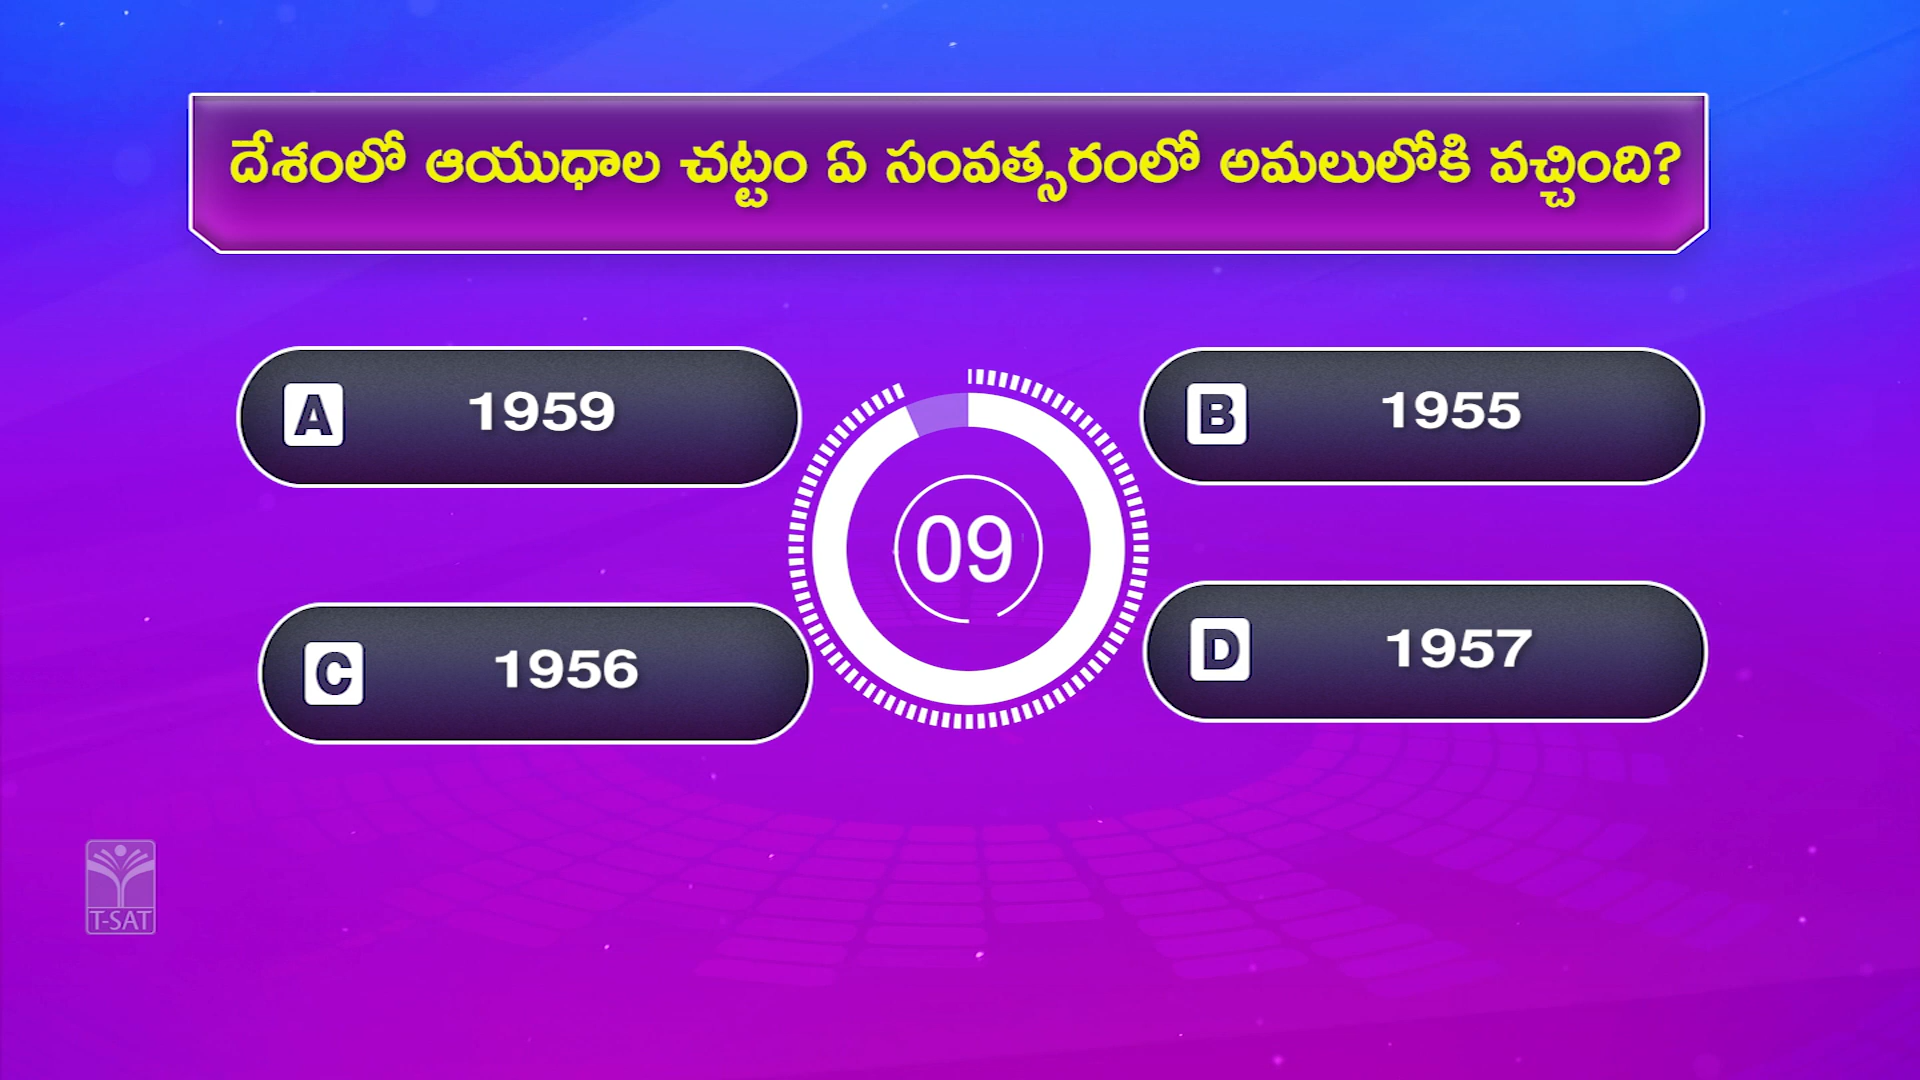 దేశంలో ఆయుధాల చట్టం ఏ సంవత్సరంలో అమలులోకి వచ్చింది?
A 1959
B 1955
09
C 1956
D 1957
T-SAT